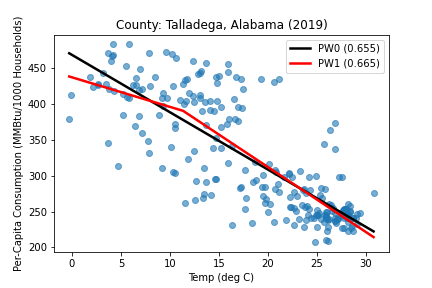 County: Talladega, Alabama (2019)
Per-Capita Consumption (MMBtu/1000 Households)
450
400
350
300
250
200
PW0 (0.655)
PW1 (0.665)
0 5 10 15 20 25 30
Temp (deg C)